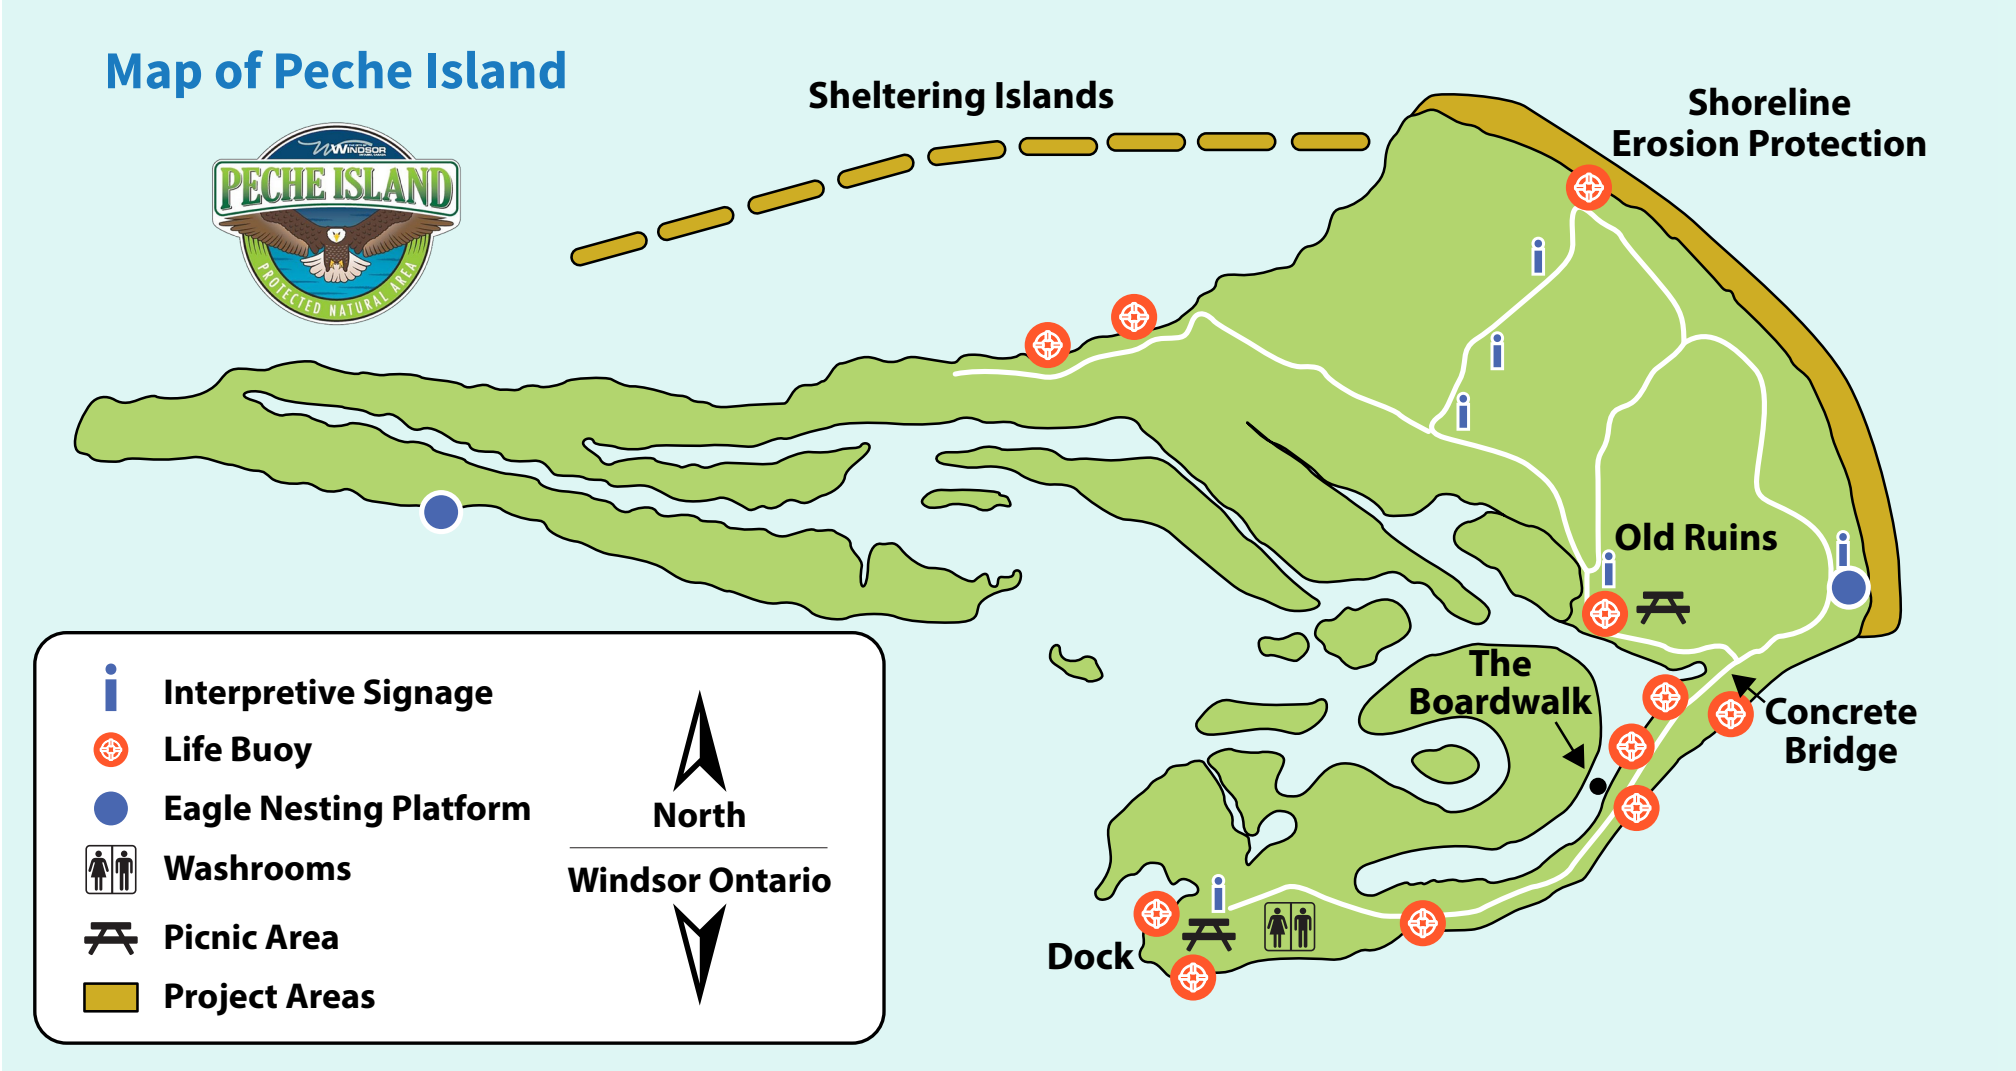 Map of Peche Island
WINDSOR
PECHE ISLAND
PROTECTED NATURAL AREA
Sheltering Islands
Shoreline
Erosion Protection
Old Ruins
The
Boardwalk
Concrete
Bridge
Dock
Interpretive Signage
Life Buoy
Eagle Nesting Platform
Washrooms
Picnic Area
Project Areas
North
Windsor Ontario